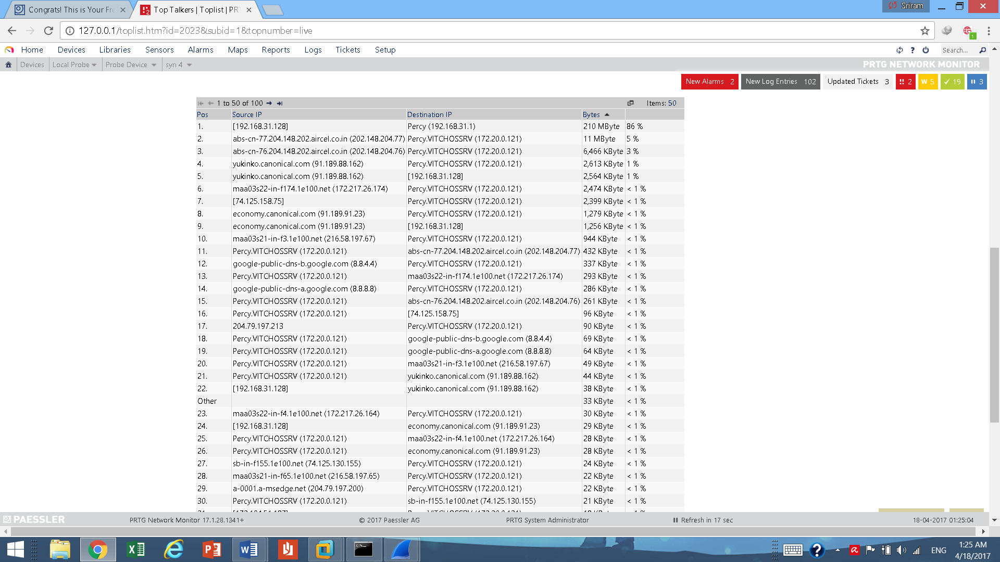 Congrats! This is Your Fre
Top Talkers | Toplist | PRT
Sriram
127.0.0.1/toplist.htm?id=2023&subid=1&topnumber=live
1
Home Devices Libraries Sensors Alarms Maps Reports Logs Tickets Setup
? Search...
Devices Local Probe Probe Device syn 4
PRTG NETWORK MONITOR
New Alarms 2 New Log Entries 102 Updated Tickets 3 !! 2 W 5 19 3
1 to 50 of 100 Items: 50
Pos Source IP Destination IP Bytes
1. [192.168.31.128] Percy (192.168.31.1) 210 MByte 86 %
2. abs-cn-77.204.148.202.aircel.co.in (202.148.204.77) Percy.VITCHOSSRV (172.20.0.121) 11 MByte 5 %
3. abs-cn-76.204.148.202.aircel.co.in (202.148.204.76) Percy.VITCHOSSRV (172.20.0.121) 6,466 KByte 3 %
4. yukinko.canonical.com (91.189.88.162) Percy.VITCHOSSRV (172.20.0.121) 2,613 KByte 1 %
5. yukinko.canonical.com (91.189.88.162) [192.168.31.128] 2,564 KByte 1 %
6. maa03s22-in-f174.1e100.net (172.217.26.174) Percy.VITCHOSSRV (172.20.0.121) 2,474 KByte < 1 %
7. [74.125.158.75] Percy.VITCHOSSRV (172.20.0.121) 2,399 KByte < 1 %
8. economy.canonical.com (91.189.91.23) Percy.VITCHOSSRV (172.20.0.121) 1,279 KByte < 1 %
9. economy.canonical.com (91.189.91.23) [192.168.31.128] 1,256 KByte < 1 %
10. maa03s21-in-f3.1e100.net (216.58.197.67) Percy.VITCHOSSRV (172.20.0.121) 944 KByte < 1 %
11. Percy.VITCHOSSRV (172.20.0.121) abs-cn-77.204.148.202.aircel.co.in (202.148.204.77) 432 KByte < 1 %
12. google-public-dns-b.google.com (8.8.4.4) Percy.VITCHOSSRV (172.20.0.121) 337 KByte < 1 %
13. Percy.VITCHOSSRV (172.20.0.121) maa03s22-in-f174.1e100.net (172.217.26.174) 293 KByte < 1 %
14. google-public-dns-a.google.com (8.8.8.8) Percy.VITCHOSSRV (172.20.0.121) 286 KByte < 1 %
15. Percy.VITCHOSSRV (172.20.0.121) abs-cn-76.204.148.202.aircel.co.in (202.148.204.76) 261 KByte < 1 %
16. Percy.VITCHOSSRV (172.20.0.121) [74.125.158.75] 96 KByte < 1 %
17. 204.79.197.213 Percy.VITCHOSSRV (172.20.0.121) 90 KByte < 1 %
18. Percy.VITCHOSSRV (172.20.0.121) google-public-dns-b.google.com (8.8.4.4) 69 KByte < 1 %
19. Percy.VITCHOSSRV (172.20.0.121) google-public-dns-a.google.com (8.8.8.8) 64 KByte < 1 %
20. Percy.VITCHOSSRV (172.20.0.121) maa03s21-in-f3.1e100.net (216.58.197.67) 49 KByte < 1 %
21. Percy.VITCHOSSRV (172.20.0.121) yukinko.canonical.com (91.189.88.162) 44 KByte < 1 %
22. [192.168.31.128] yukinko.canonical.com (91.189.88.162) 38 KByte < 1 %
Other 33 KByte < 1 %
23. maa03s22-in-f4.1e100.net (172.217.26.164) Percy.VITCHOSSRV (172.20.0.121) 30 KByte < 1 %
24. [192.168.31.128] economy.canonical.com (91.189.91.23) 29 KByte < 1 %
25. Percy.VITCHOSSRV (172.20.0.121) maa03s22-in-f4.1e100.net (172.217.26.164) 28 KByte < 1 %
26. Percy.VITCHOSSRV (172.20.0.121) economy.canonical.com (91.189.91.23) 28 KByte < 1 %
27. sb-in-f155.1e100.net (74.125.130.155) Percy.VITCHOSSRV (172.20.0.121) 24 KByte < 1 %
28. maa03s21-in-f65.1e100.net (216.58.197.65) Percy.VITCHOSSRV (172.20.0.121) 22 KByte < 1 %
29. a-0001.a-msedge.net (204.79.197.200) Percy.VITCHOSSRV (172.20.0.121) 22 KByte < 1 %
30. Percy.VITCHOSSRV (172.20.0.121) sb-in-f155.1e100.net (74.125.130.155) 21 KByte < 1 %
PAESSLER PRTG Network Monitor 17.1.28.1341+ © 2017 Paessler AG PRTG System Administrator Refresh in 17 sec 18-04-2017 01:25:04
ENG
1:25 AM
4/18/2017